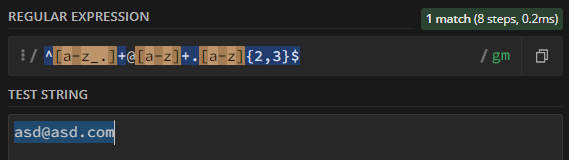 REGULAR EXPRESSION
1 match (8 steps, 0.2ms)
/ ^[a-z_.]+@[a-z]+.[a-z]{2,3}$ / gm
TEST STRING
asd@asd.com